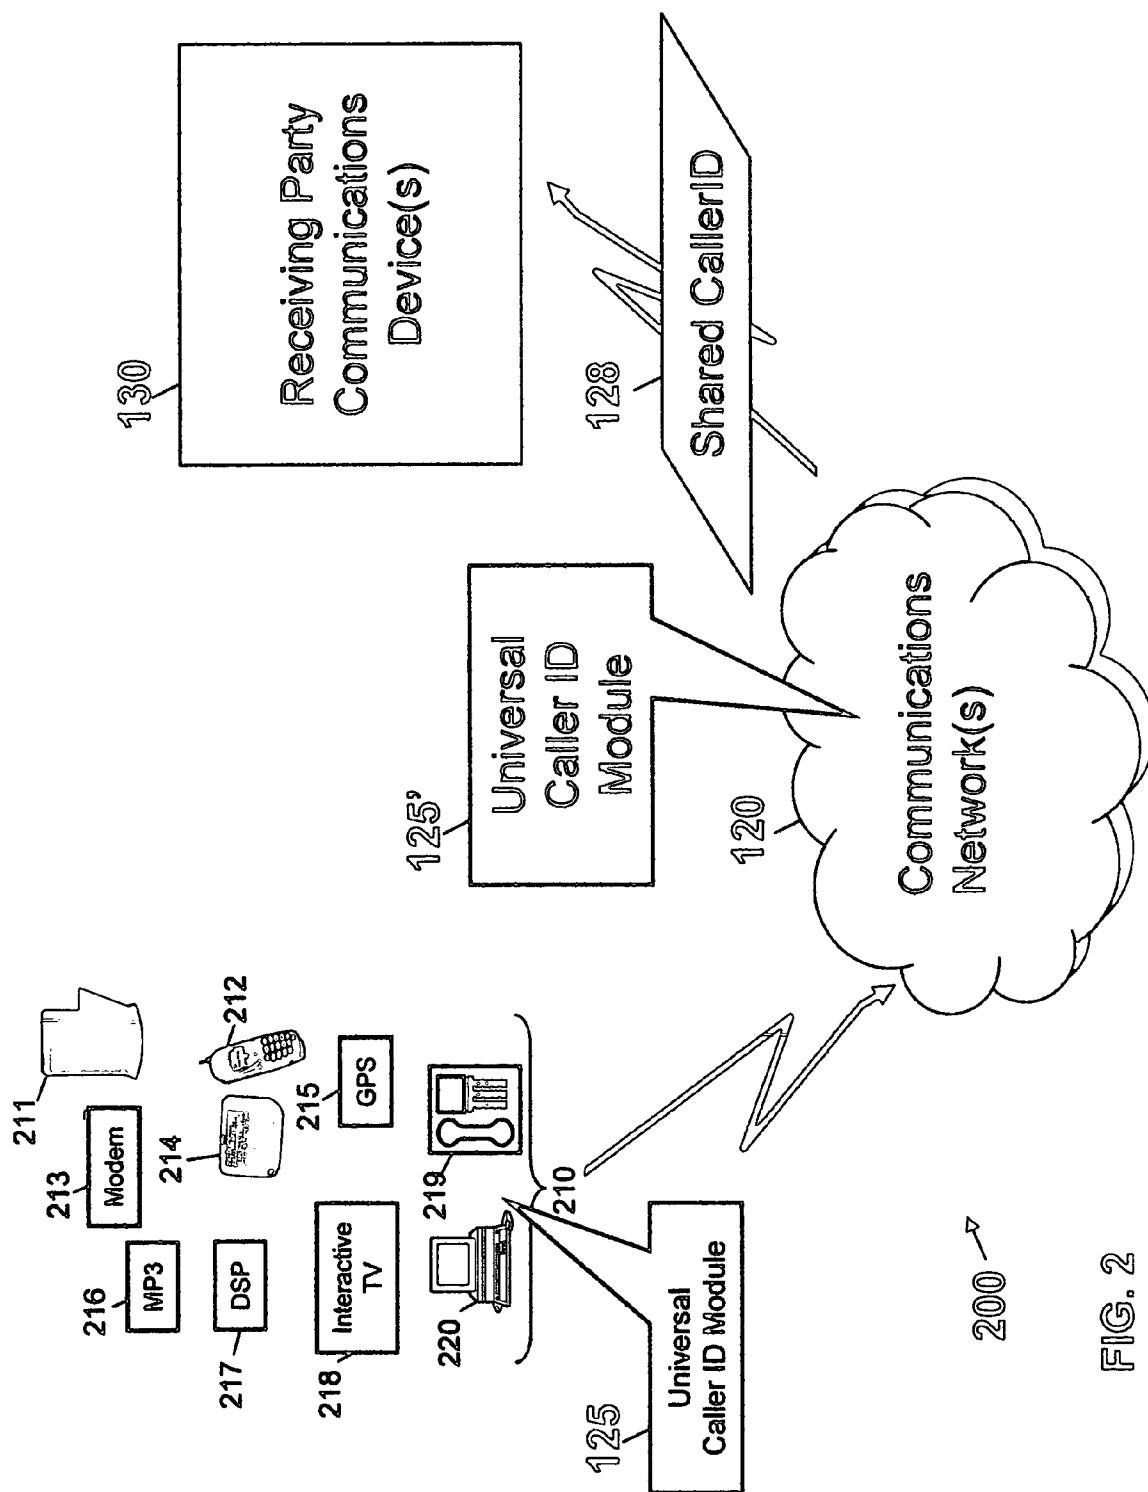 211
213
Modem
216
MP3
214
212
217
DSP
215
GPS
218
Interactive
TV
220
219
210
125
Universal
Caller ID Module
125'
Universal
Caller ID
Module
120
Communications
Network(s)
130
Receiving Party
Communications
Device(s)
128
Shared CallerID
200
FIG. 2